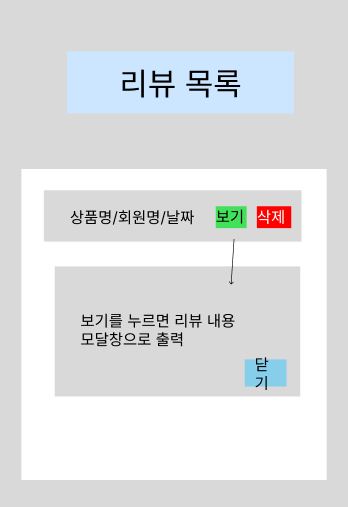 리뷰 목록
상품명/회원명/날짜 보기 삭제
보기를 누르면 리뷰 내용
모달창으로 출력
닫
기